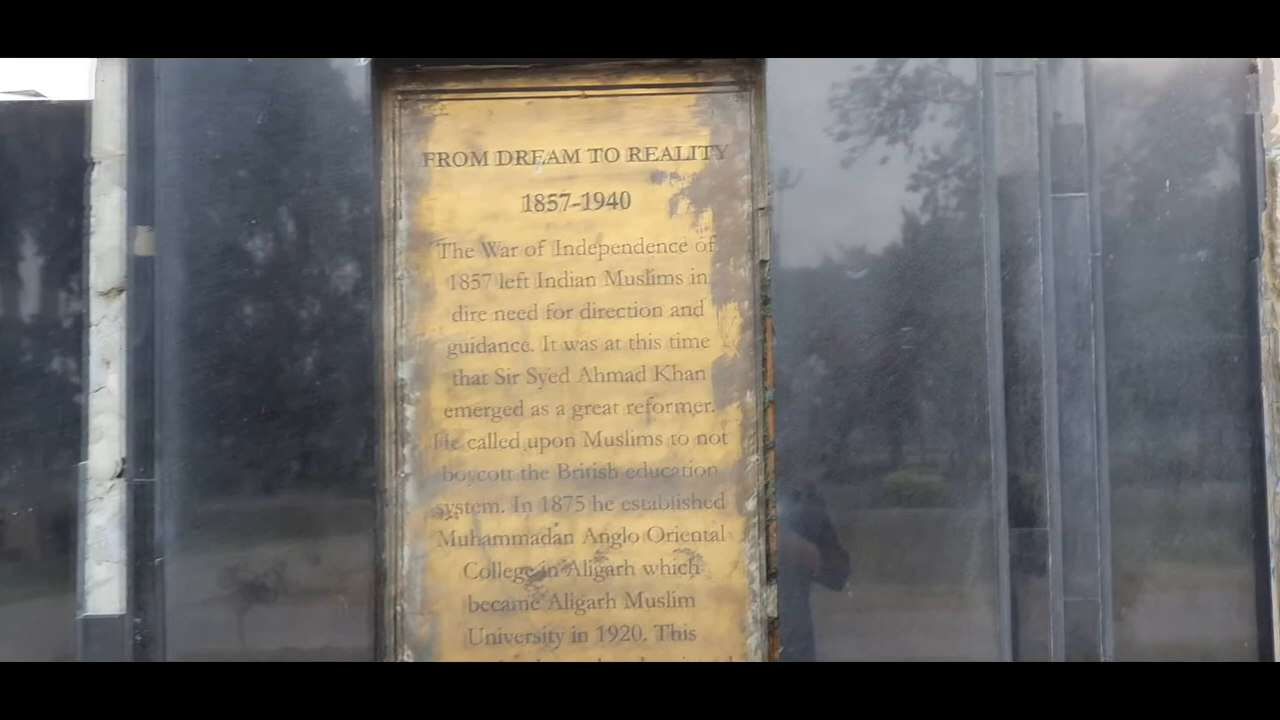 FROM DREAM TO REALITY
1857-1940
The War of Independence of
1857 left Indian Muslims in
dire need for direction and
guidance. It was at this time
that Sir Syed Ahmad Khan
emerged as a great reformer.
He called upon Muslims to not
boycott the British education
system. In 1875 he established
Muhammadan Anglo Oriental
College in Aligarh which
became Aligarh Muslim
University in 1920. This